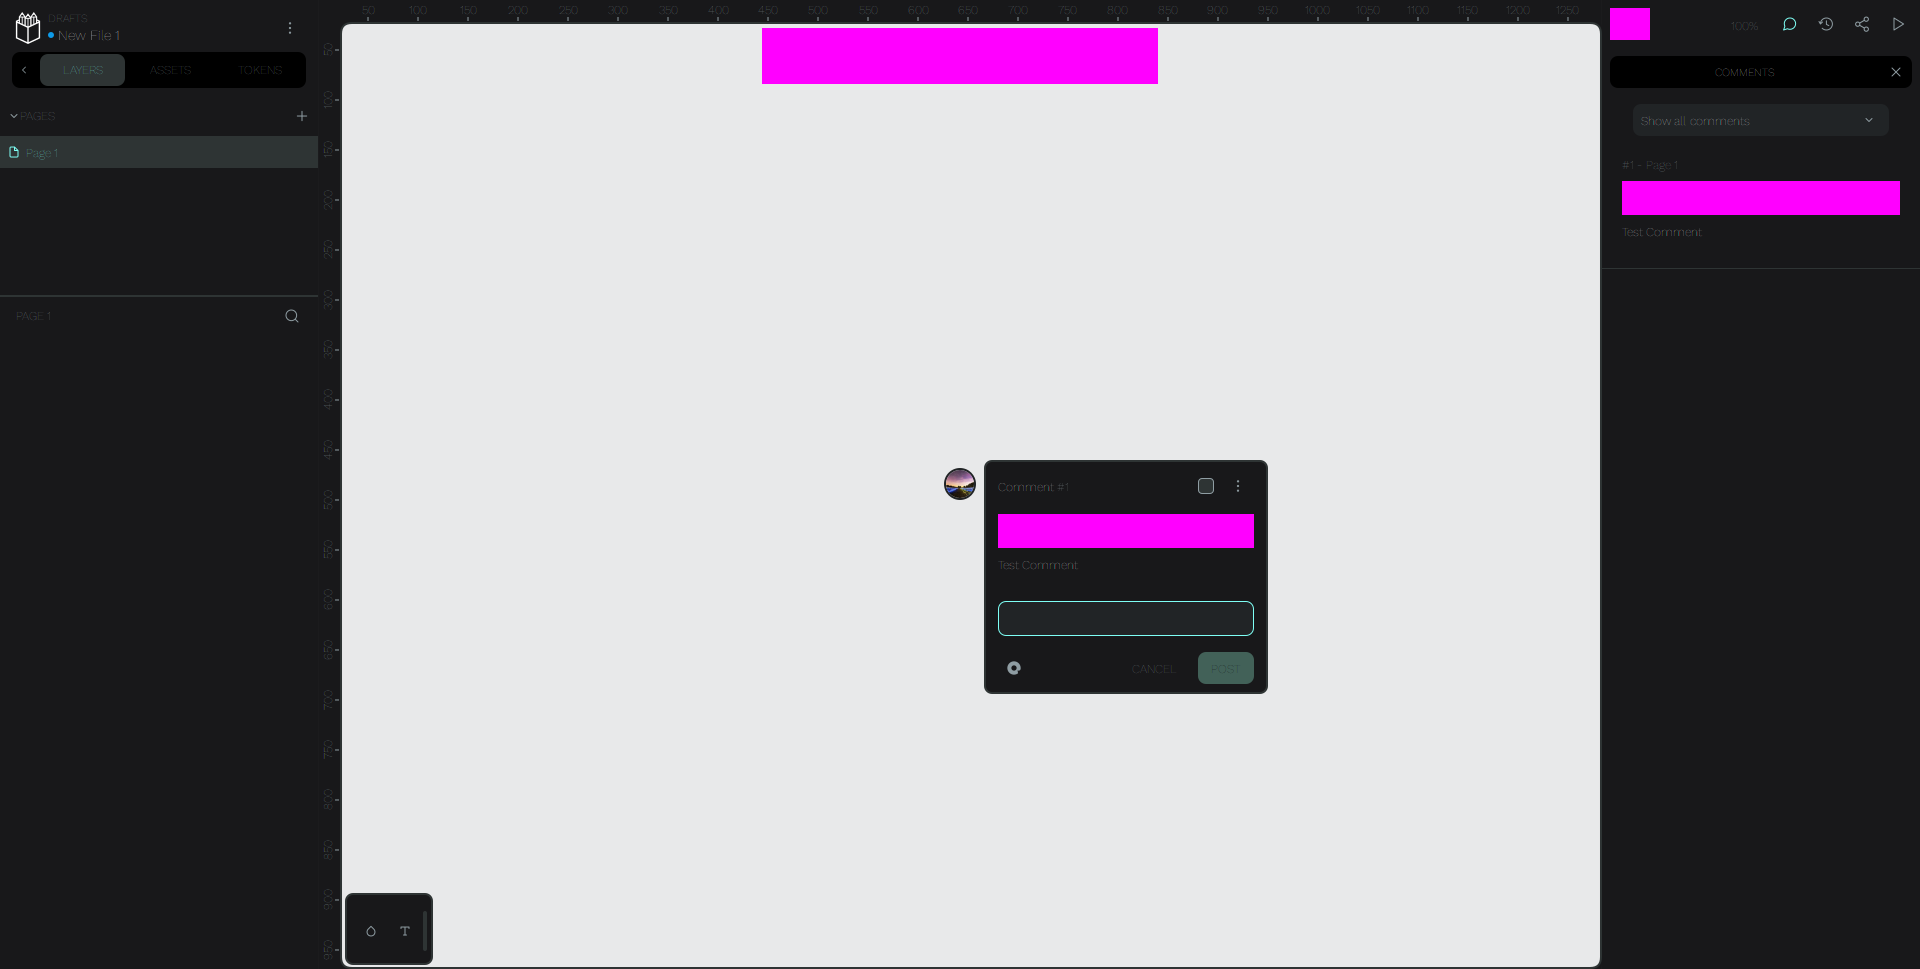 DRAFTS
New File 1
LAYERS
ASSETS
TOKENS
PAGES
Page 1
PAGE 1
50 100 150 200 250 300 350 400 450 500 550 600 650 700 750 800 850 900 950 1000 1050 1100 1150 1200 1250
50
100
150
200
250
300
350
400
450
500
550
600
650
700
750
800
850
900
950
Comment #1
Test Comment
CANCEL
POST
T
100%
COMMENTS
Show all comments
#1 - Page 1
Test Comment